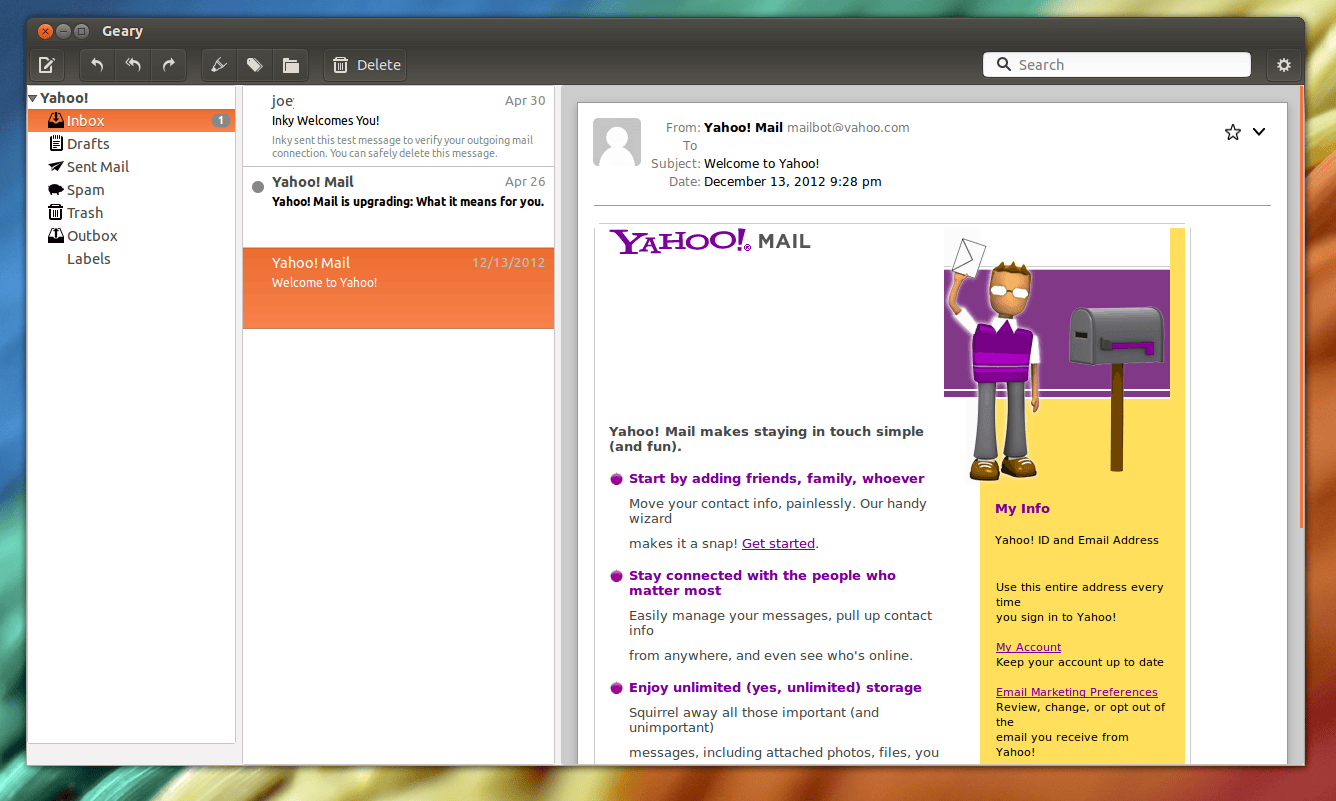 Geary
Delete
Search
Yahoo!
Inbox 1
Drafts
Sent Mail
Spam
Trash
Outbox
Labels
joey Apr 30
Inky Welcomes You!
Inky sent this test message to verify your outgoing mail
connection. You can safely delete this message.
Yahoo! Mail Apr 26
Yahoo! Mail is upgrading: What it means for you.
Yahoo! Mail 12/13/2012
Welcome to Yahoo!
From: Yahoo! Mail mailbot@yahoo.com
To
Subject: Welcome to Yahoo!
Date: December 13, 2012 9:28 pm
YAHOO!® MAIL
Yahoo! Mail makes staying in touch simple
(and fun).
Start by adding friends, family, whoever
Move your contact info, painlessly. Our handy
wizard
makes it a snap! Get started.
Stay connected with the people who
matter most
Easily manage your messages, pull up contact
info
from anywhere, and even see who's online.
Enjoy unlimited (yes, unlimited) storage
Squirrel away all those important (and
unimportant)
messages, including attached photos, files, you
My Info
Yahoo! ID and Email Address
Use this entire address every
time
you sign in to Yahoo!
My Account
Keep your account up to date
Email Marketing Preferences
Review, change, or opt out of
the
email you receive from
Yahoo!